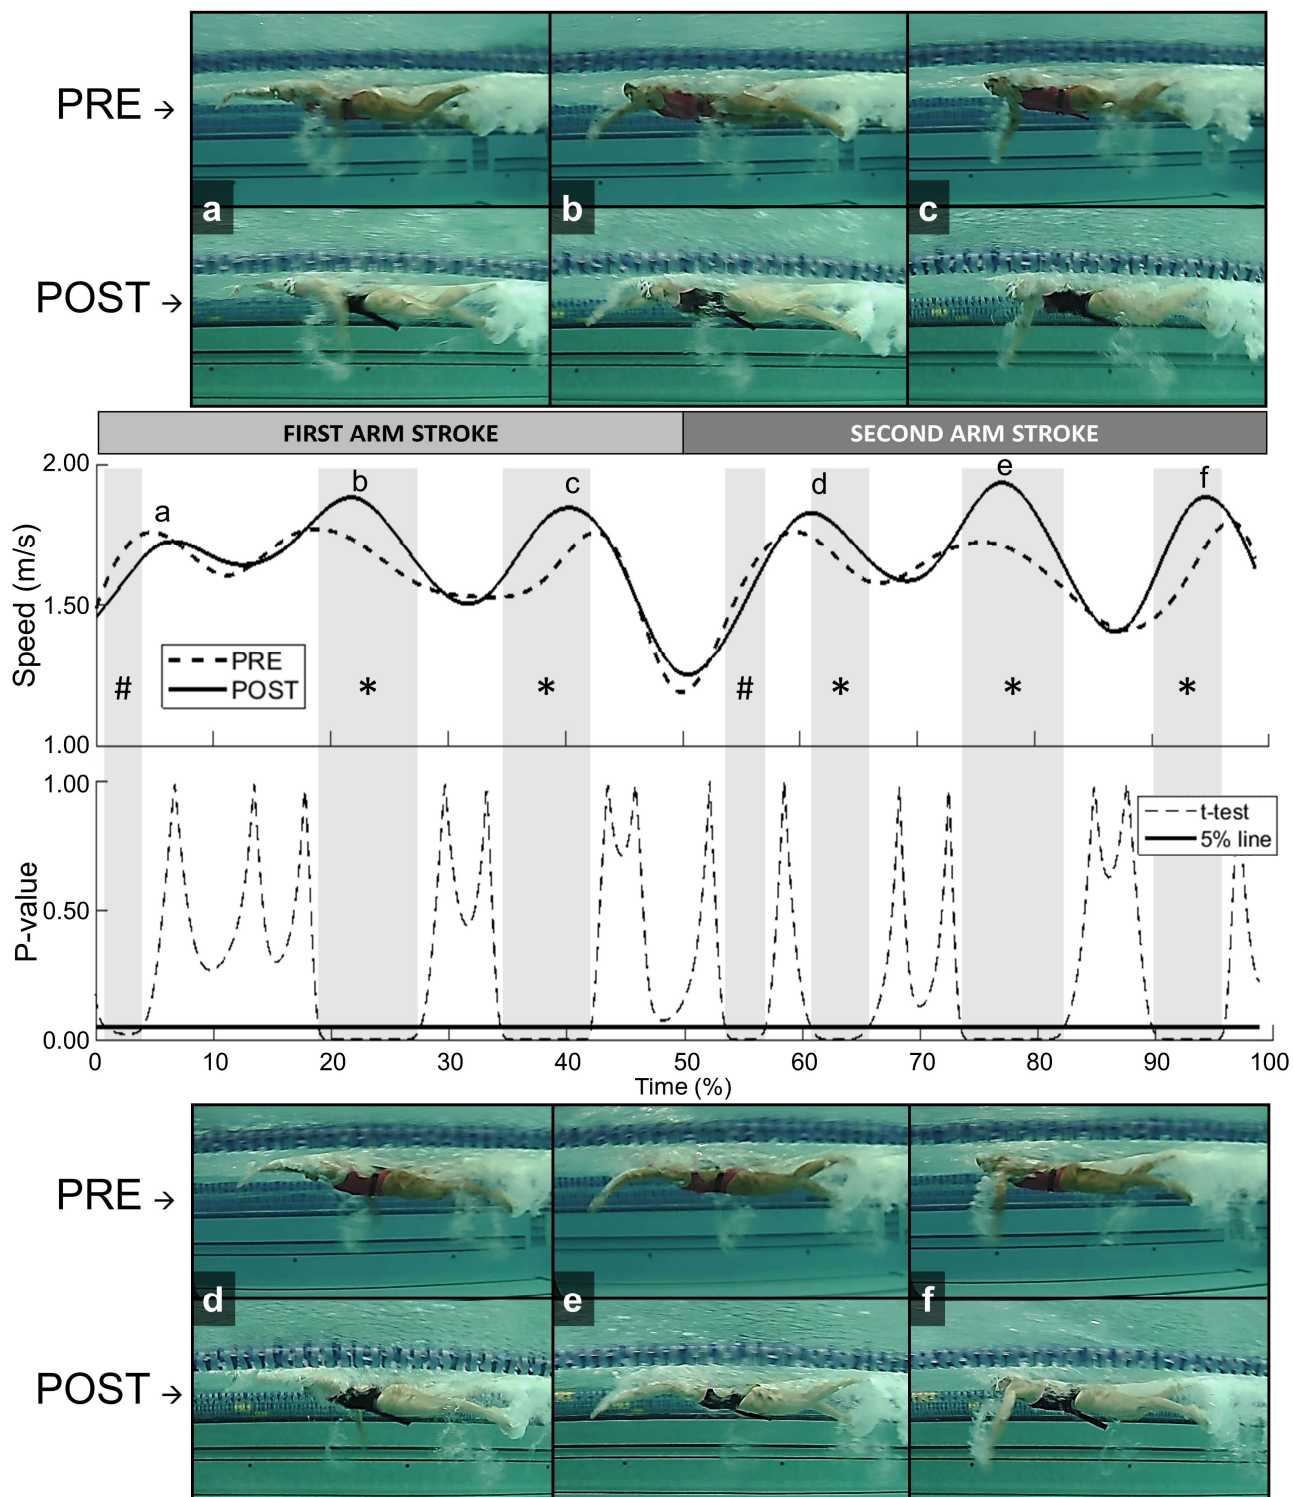 PRE →
a b c
POST →
FIRST ARM STROKE SECOND ARM STROKE
2.00
a b c d e f
Speed (m/s)
1.50
PRE
POST
# * * # * * *
1.00
1.00
t-test
5% line
P-value
0.50
0.00
0 10 20 30 40 50 60 70 80 90 100
Time (%)
PRE →
d e f
POST →